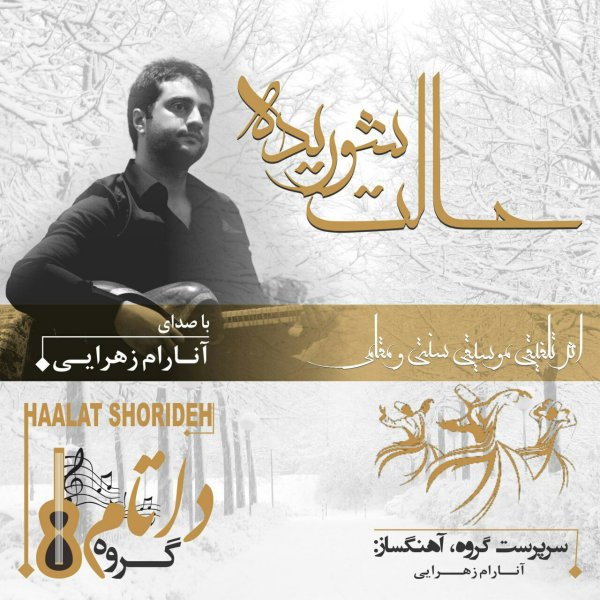 حالت شوریده
اثر تلفیقی موسیقی سنتی و مقامی
با صدای
آنارام زهرایی
HAALAT SHORIDEH
گروه داتام
سرپرست گروه، آهنگساز:
آنارام زهرایی